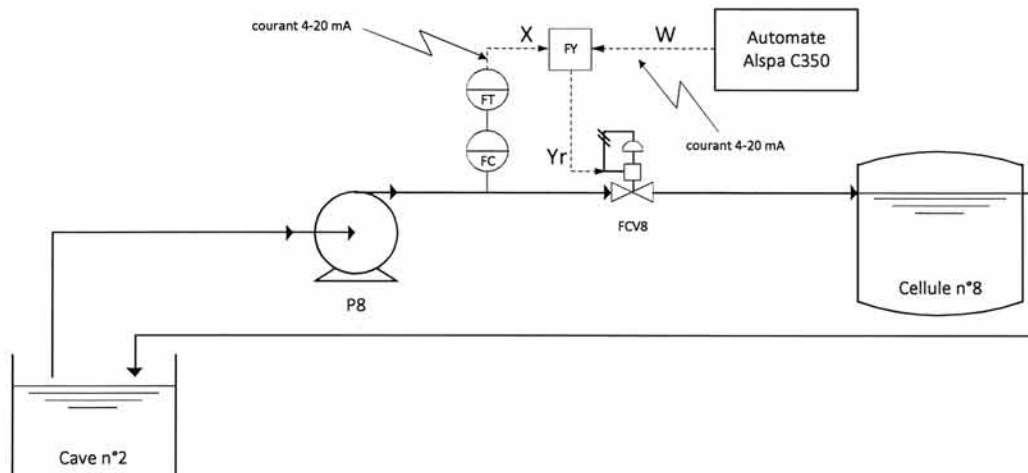 courant 4-20 mA
X
FY
W
Automate
Alspa C350
FT
FC
Yr
courant 4-20 mA
FCV8
P8
Cellule n°8
Cave n°2